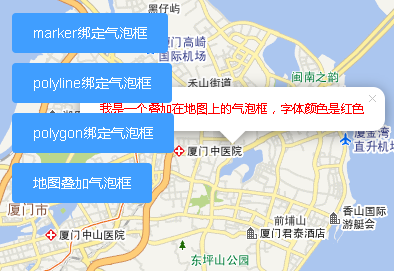 黑仔屿
marker绑定气泡框
厦门高崎
国际机场
闽南之韵
禾山街道
polyline绑定气泡框
我是一个叠加在地图上的气泡框，字体颜色是红色
polygon绑定气泡框
厦金湾
直升机场
厦门中医院
地图叠加气泡框
厦门市
香山国际
游艇会
前埔山
厦门君泰酒店
厦门中山医院
东坪山公园